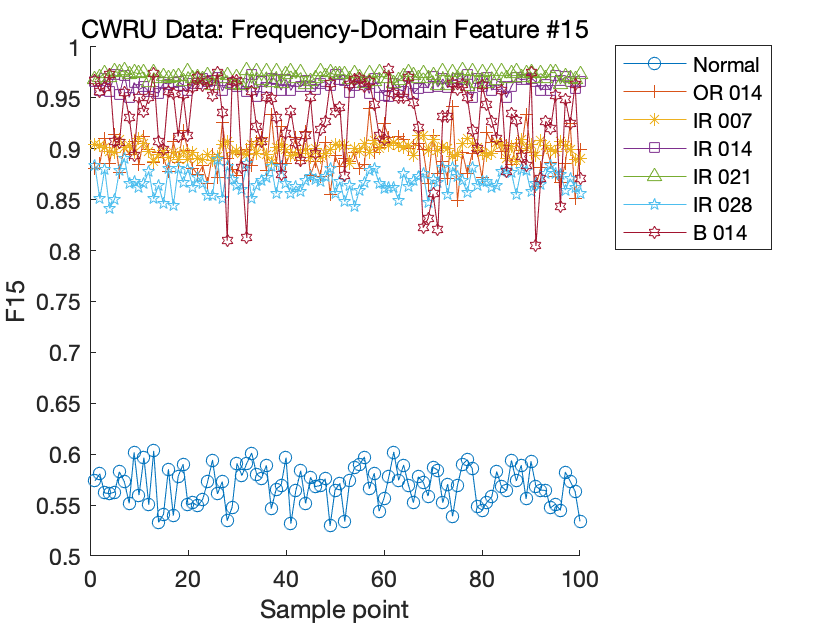 CWRU Data: Frequency-Domain Feature #15
1
0.95
0.9
0.85
0.8
0.75
0.7
0.65
0.6
0.55
0.5
F15
0
20
40
60
80
100
Sample point
Normal
OR 014
IR 007
IR 014
IR 021
IR 028
B 014